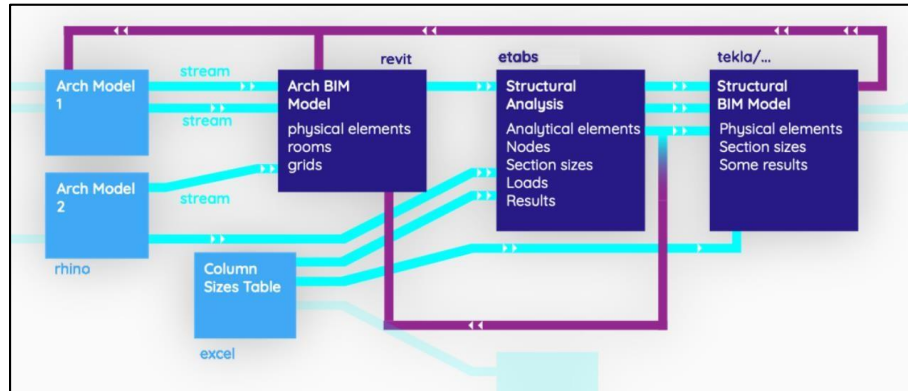 revit
etabs
tekla/...
Arch Model
1
stream
stream
Arch BIM
Model
physical elements
rooms
grids
Structural
Analysis
Analytical elements
Nodes
Section sizes
Loads
Results
Structural
BIM Model
Physical elements
Section sizes
Some results
Arch Model
2
stream
rhino
Column
Sizes Table
excel